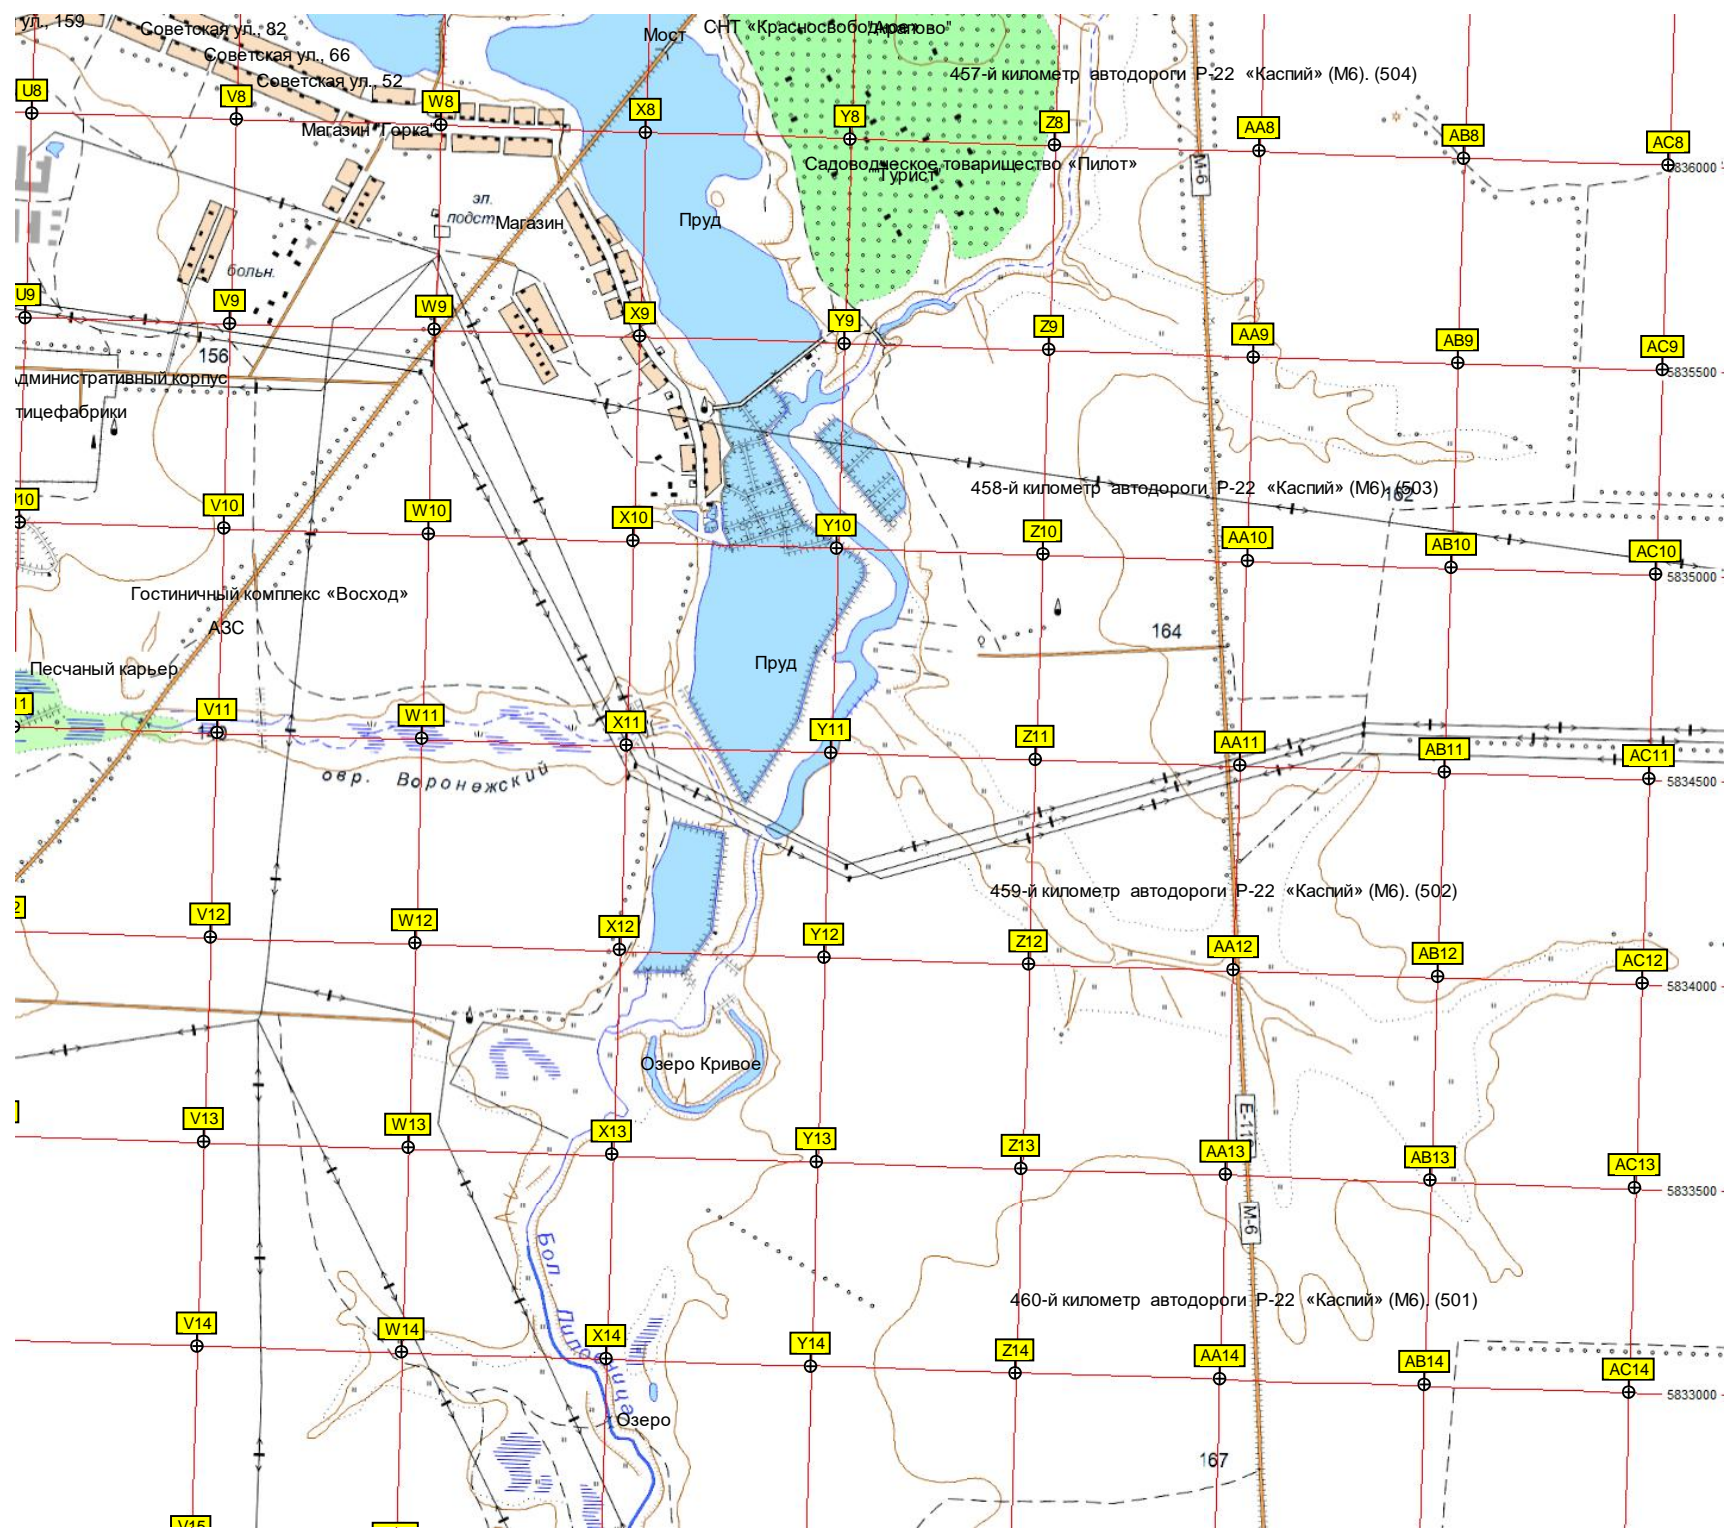 ул., 159
Советская ул., 82
Советская ул., 66
Советская ул., 52
Мост
СНТ «Красносвободное»
"Арапово"
457-й километр автодороги Р-22 «Каспий» (М6). (504)
U8
V8
W8
X8
Y8
Z8
AA8
AB8
AC8
5836000
Магазин"Горка"
Садоводческое товарищество «Пилот»
"Турист"
М-6
эл.
подст.
Магазин
Пруд
больн.
U9
V9
W9
X9
Y9
Z9
AA9
AB9
AC9
5835500
156
дминистративный корпус
тицефабрики
458-й километр автодороги Р-22 «Каспий» (М6). (503)
162
J10
V10
W10
X10
Y10
Z10
AA10
AB10
AC10
5835000
Гостиничный комплекс «Восход»
АЗС
164
Песчаный карьер
Пруд
11
V11
W11
X11
Y11
Z11
AA11
AB11
AC11
5834500
овр. Воронежский
459-й километр автодороги Р-22 «Каспий» (М6). (502)
2
V12
W12
X12
Y12
Z12
AA12
AB12
AC12
5834000
Озеро Кривое
V13
W13
X13
Y13
Z13
AA13
AB13
AC13
5833500
М-6
Бол. Липовица
460-й километр автодороги Р-22 «Каспий» (М6). (501)
V14
W14
X14
Y14
Z14
AA14
AB14
AC14
5833000
Озеро
167
V15